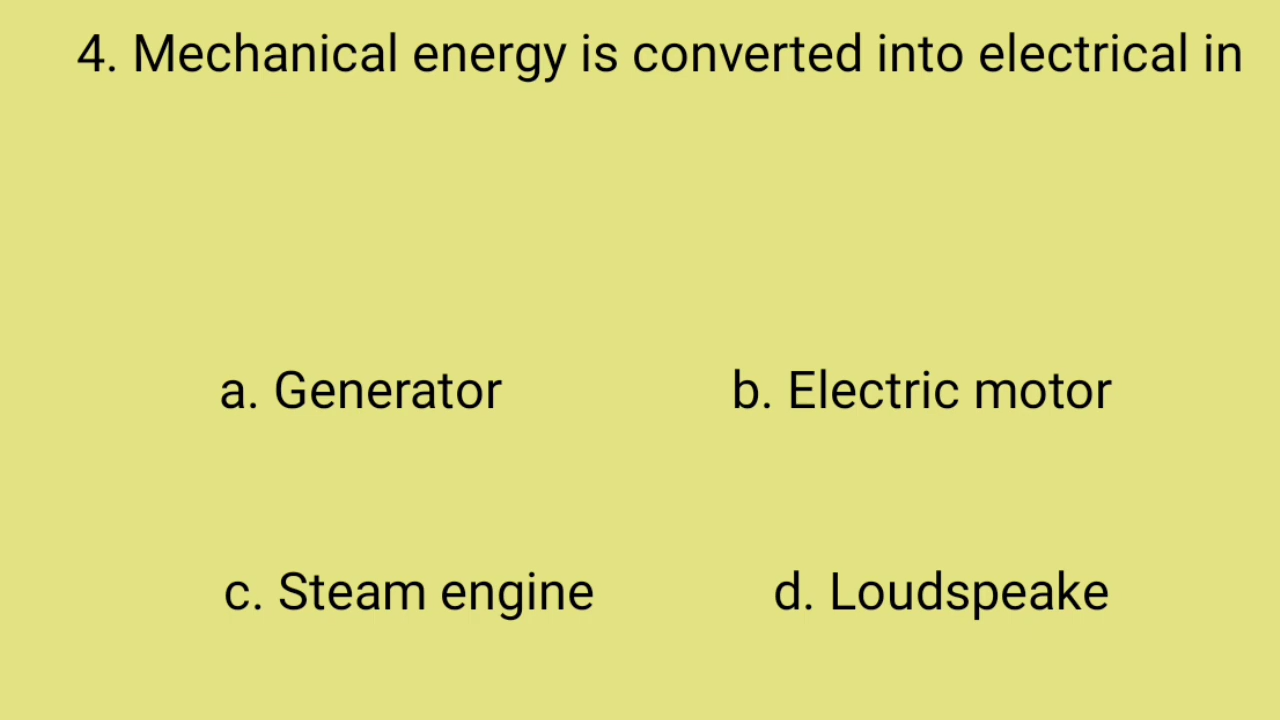 4. Mechanical energy is converted into electrical in
a. Generator
b. Electric motor
c. Steam engine
d. Loudspeake